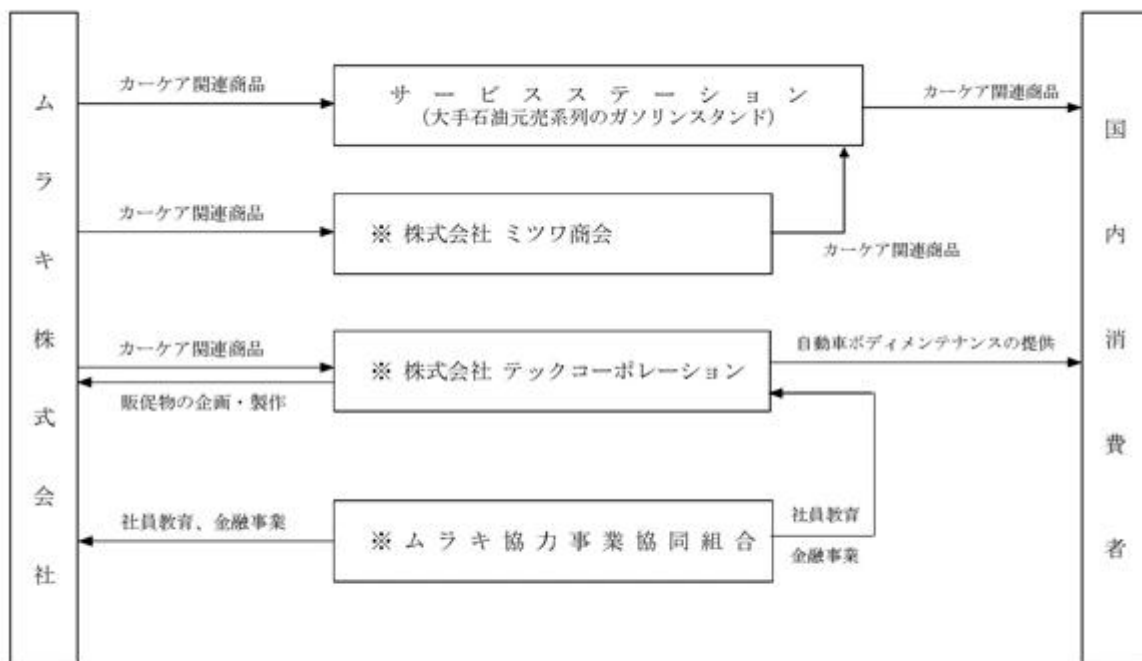 ムラキ株式会社
カーケア関連商品
サービスステーション
(大手石油元売系列のガソリンスタンド)
カーケア関連商品
カーケア関連商品
※ 株式会社 ミツワ商会
カーケア関連商品
カーケア関連商品
販促物の企画・製作
※ 株式会社 テックコーポレーション
自動車ボディメンテナンスの提供
社員教育、金融事業
※ ムラキ協力事業協同組合
社員教育
金融事業
国内消費者